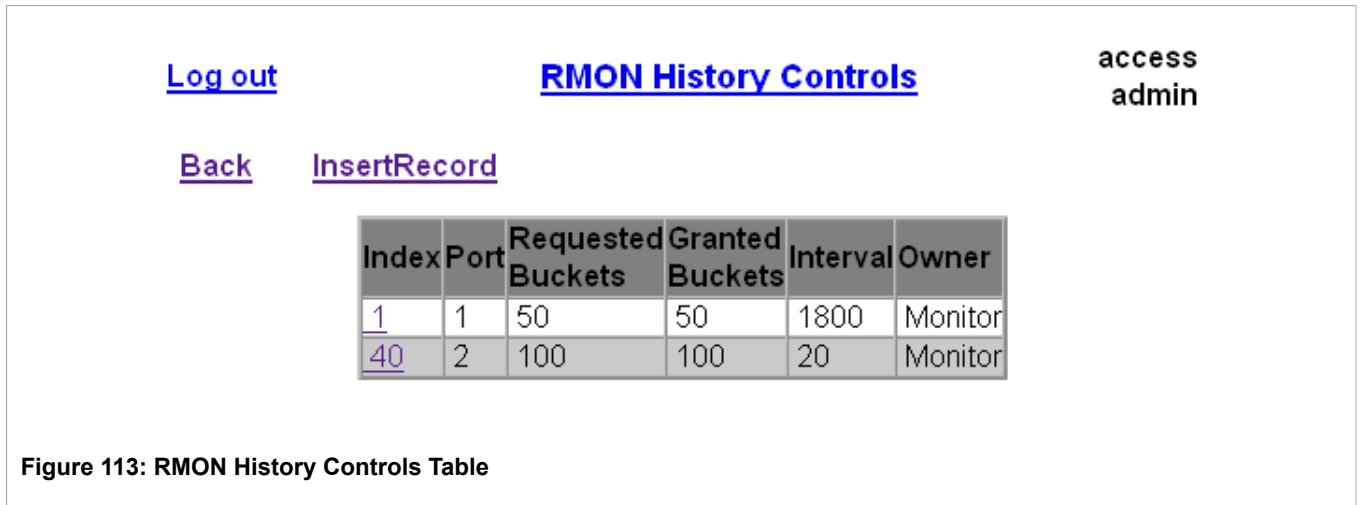 Log out RMON History Controls access
admin
Back InsertRecord
Index Port Requested Buckets Granted Buckets Interval Owner
1 1 50 50 1800 Monitor
40 2 100 100 20 Monitor
Figure 113: RMON History Controls Table